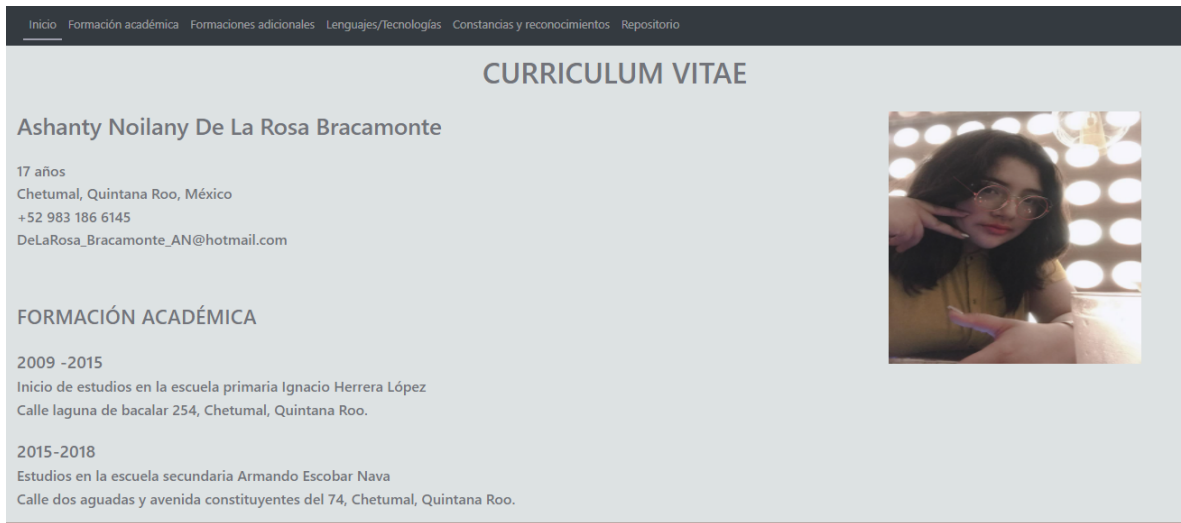 Inicio Formación académica Formaciones adicionales Lenguajes/Tecnologías Constancias y reconocimientos Repositorio
CURRICULUM VITAE
Ashanty Noilany De La Rosa Bracamonte
17 años
Chetumal, Quintana Roo, México
+52 983 186 6145
DeLaRosa_Bracamonte_AN@hotmail.com
FORMACIÓN ACADÉMICA
2009 -2015
Inicio de estudios en la escuela primaria Ignacio Herrera López
Calle laguna de bacalar 254, Chetumal, Quintana Roo.
2015-2018
Estudios en la escuela secundaria Armando Escobar Nava
Calle dos aguadas y avenida constituyentes del 74, Chetumal, Quintana Roo.